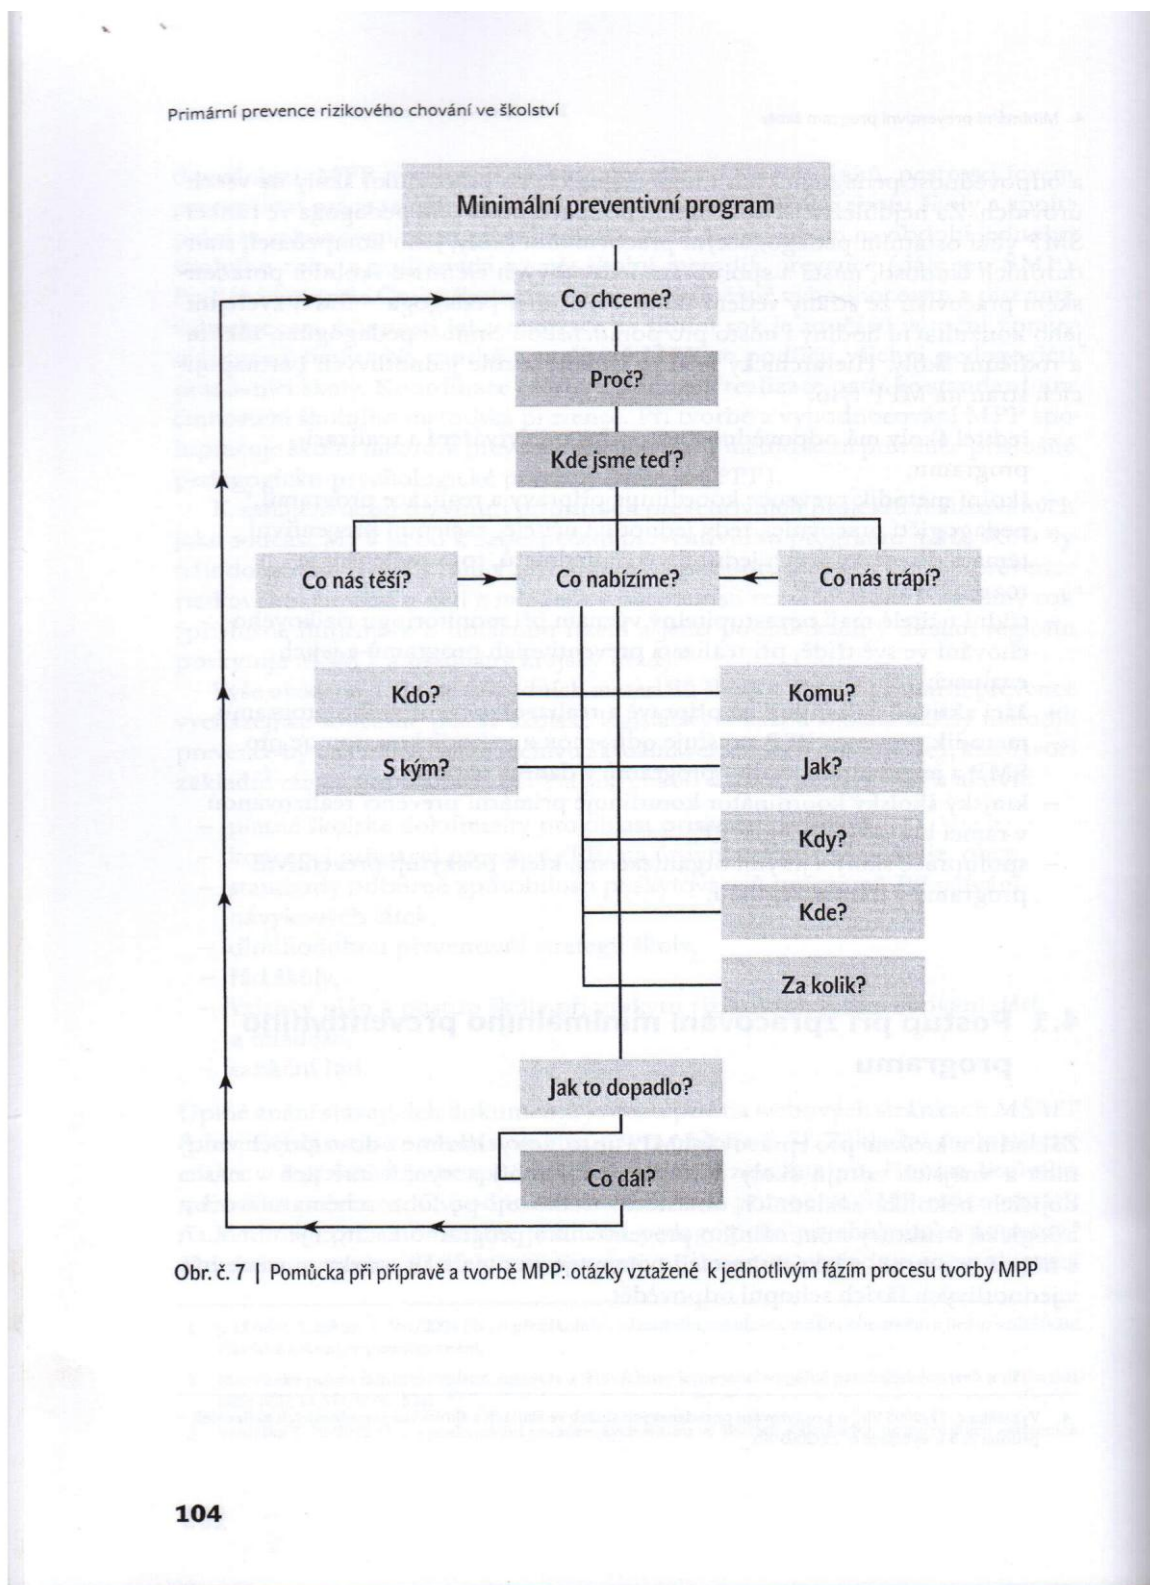 Primární prevence rizikového chování ve školství
Minimální preventivní program
Co chceme?
Proč?
Kde jsme teď?
Co nás těší?
Co nabízíme?
Co nás trápí?
Kdo?
Komu?
S kým?
Jak?
Kdy?
Kde?
Za kolik?
Jak to dopadlo?
Co dál?
Obr. č. 7 | Pomůcka při přípravě a tvorbě MPP: otázky vztažené k jednotlivým fázím procesu tvorby MPP
104